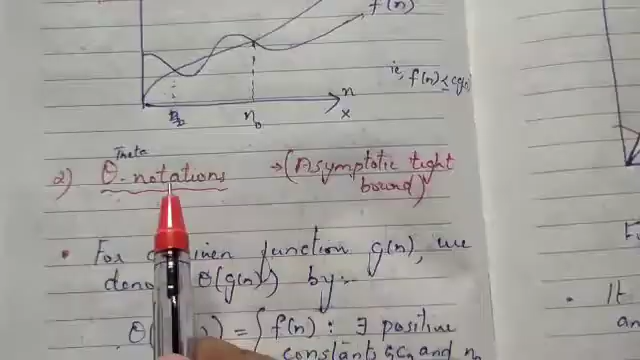 f(n)
n
ie, f(n) ≤ cg(n)
n₀
x
Theta
2) θ-notations → (Asymptotic tight
bound)
• For given function g(n), we
θ(g(n)) by:-
θ( ) = { f(n) : ∃ positive
constants c₁ c₂ and n₀
• It
an